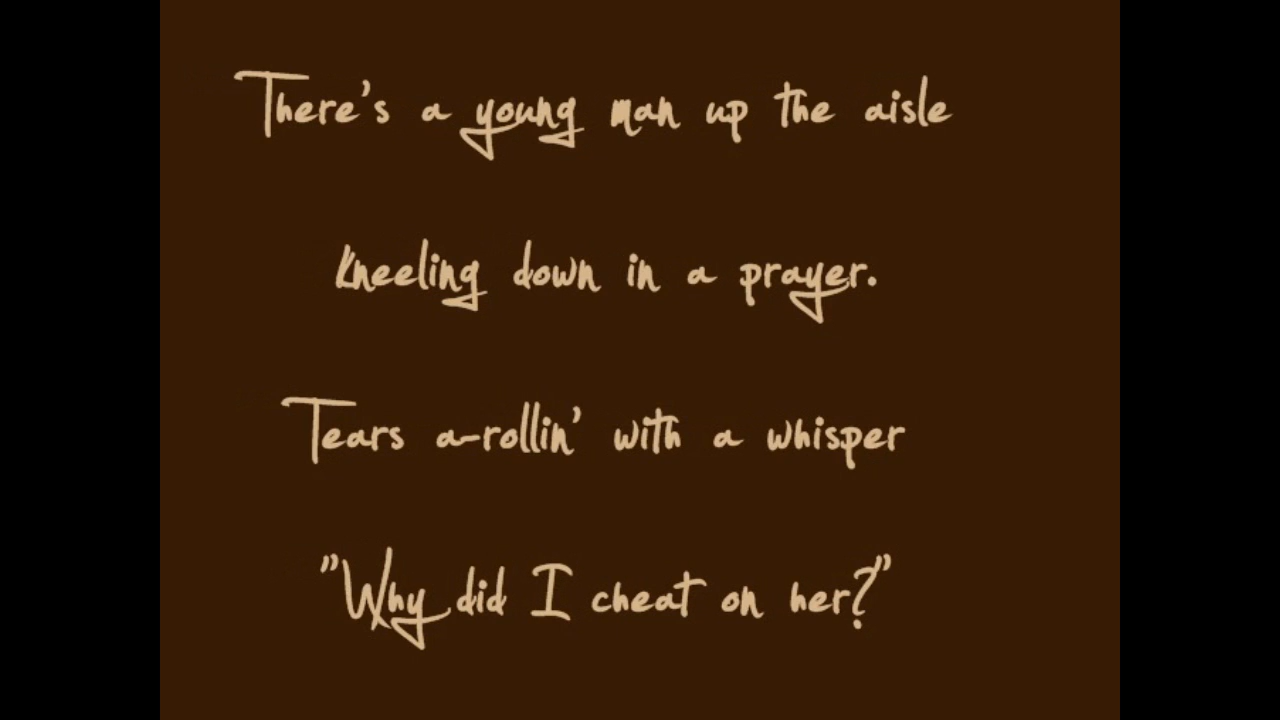 There's a young man up the aisle
kneeling down in a prayer.
Tears a-rollin' with a whisper
"Why did I cheat on her?"